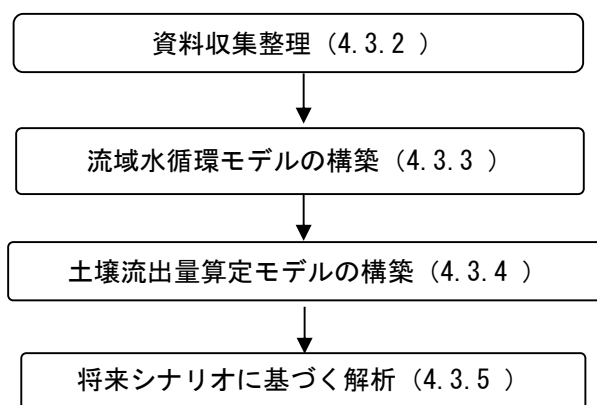 資料収集整理（4.3.2 ）
流域水循環モデルの構築（4.3.3 ）
土壌流出量算定モデルの構築（4.3.4 ）
将来シナリオに基づく解析（4.3.5 ）